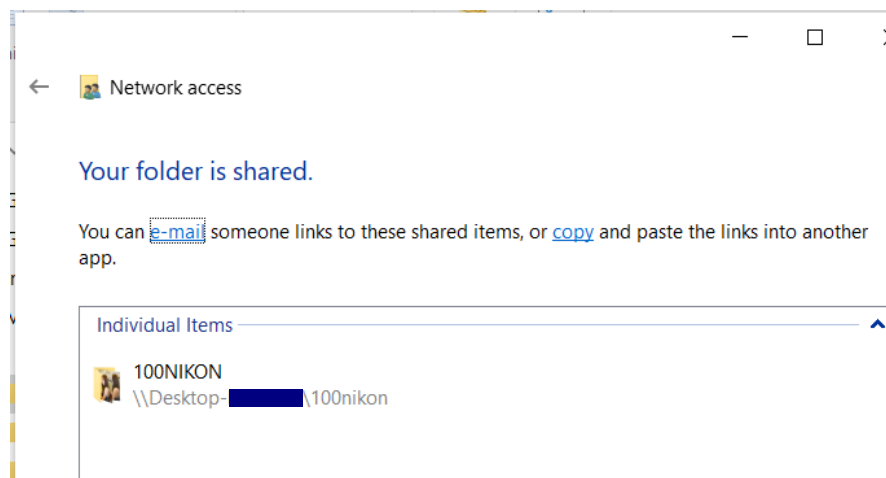 Network access
Your folder is shared.
You can e-mail someone links to these shared items, or copy and paste the links into another
app.
Individual Items
100NIKON
\\Desktop-\100nikon